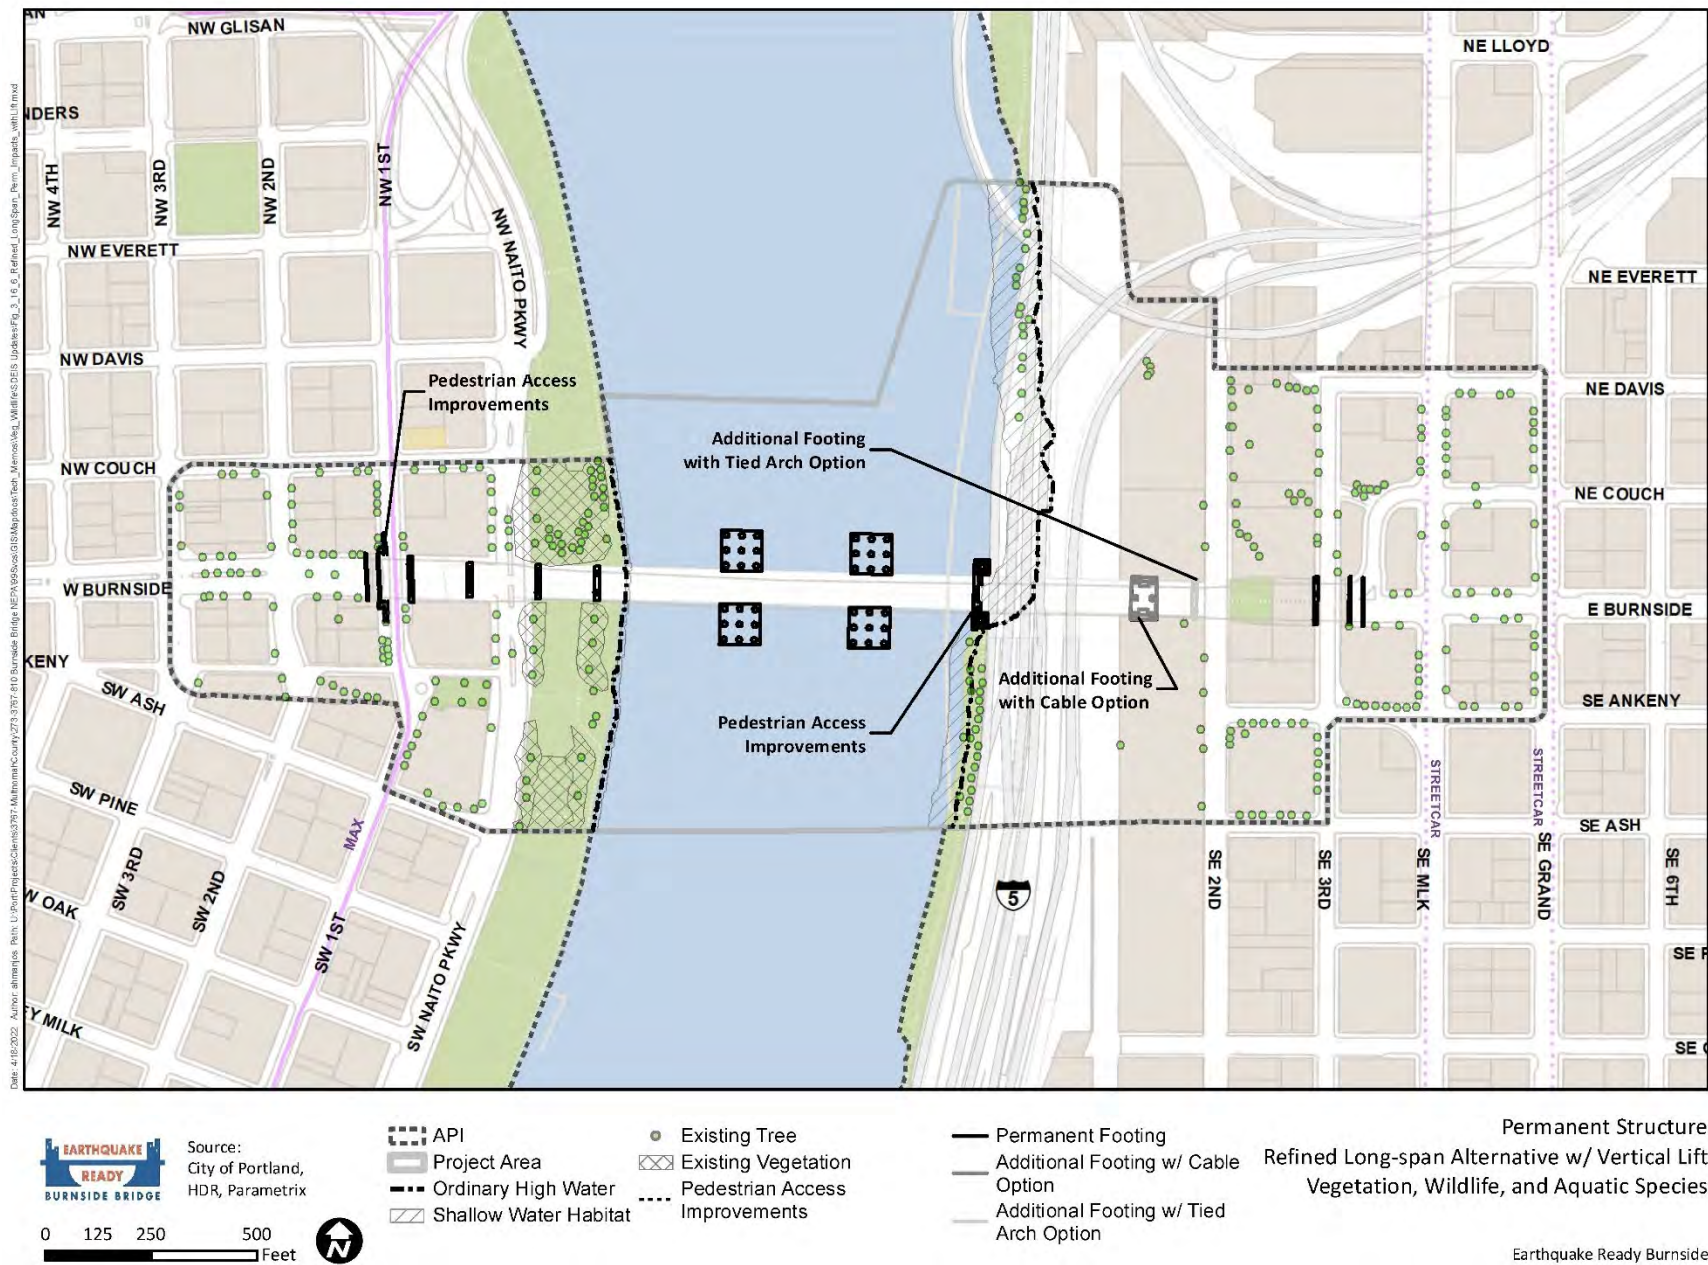 NW GLISAN
NE LLOYD
NDERS
NW 4TH
NW 3RD
NW 2ND
NW 1ST
NW EVERETT
NW NAITO PKWY
NE EVERETT
NW DAVIS
NE DAVIS
Pedestrian Access
Improvements
Additional Footing
with Tied Arch Option
NW COUCH
NE COUCH
W BURNSIDE
E BURNSIDE
KENY
SW ASH
Additional Footing
with Cable Option
Pedestrian Access
Improvements
SE ANKENY
STREETCAR
STREETCAR
SW PINE
MAX
SE ASH
SW 3RD
SW 2ND
W OAK
SW 1ST
SW NAITO PKWY
5
SE 2ND
SE 3RD
SE MLK
SE GRAND
SE 6TH
Y MILK
EARTHQUAKE
READY
BURNSIDE BRIDGE
Source:
City of Portland,
HDR, Parametrix
0 125 250 500
Feet
N
API
Project Area
Ordinary High Water
Shallow Water Habitat
Existing Tree
Existing Vegetation
Pedestrian Access
Improvements
Permanent Footing
Additional Footing w/ Cable
Option
Additional Footing w/ Tied
Arch Option
Permanent Structure
Refined Long-span Alternative w/ Vertical Lift
Vegetation, Wildlife, and Aquatic Species
Earthquake Ready Burnside